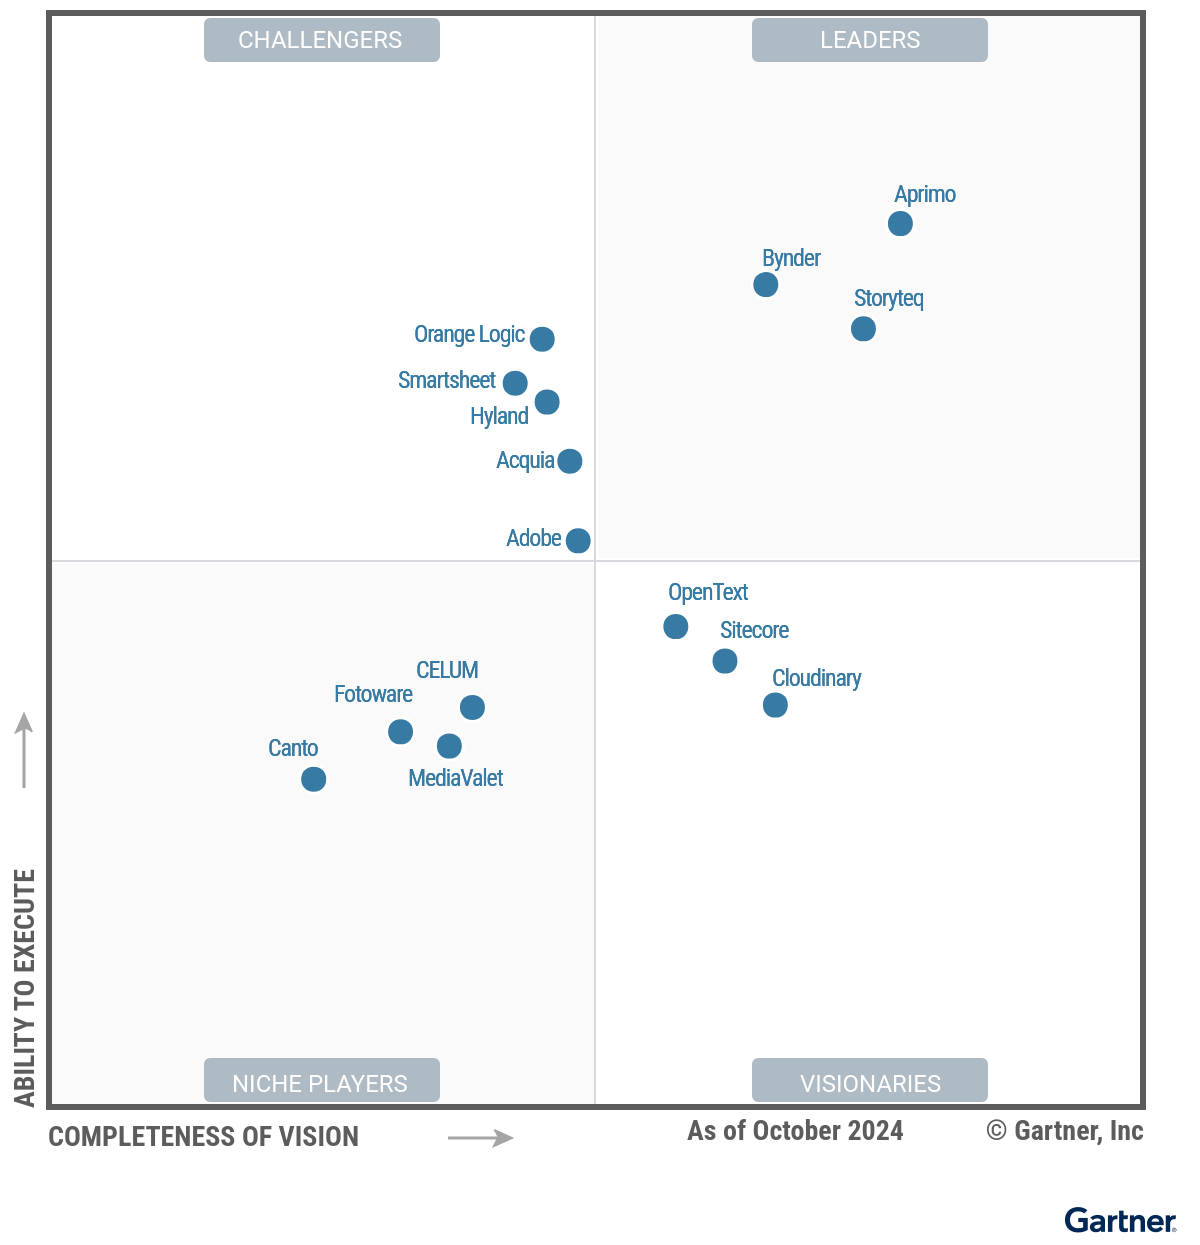 CHALLENGERS
LEADERS
Aprimo
Bynder
Storyteq
Orange Logic
Smartsheet
Hyland
Acquia
Adobe
OpenText
Sitecore
Cloudinary
CELUM
Fotoware
Canto
MediaValet
ABILITY TO EXECUTE
NICHE PLAYERS
VISIONARIES
COMPLETENESS OF VISION
As of October 2024
© Gartner, Inc
Gartner®